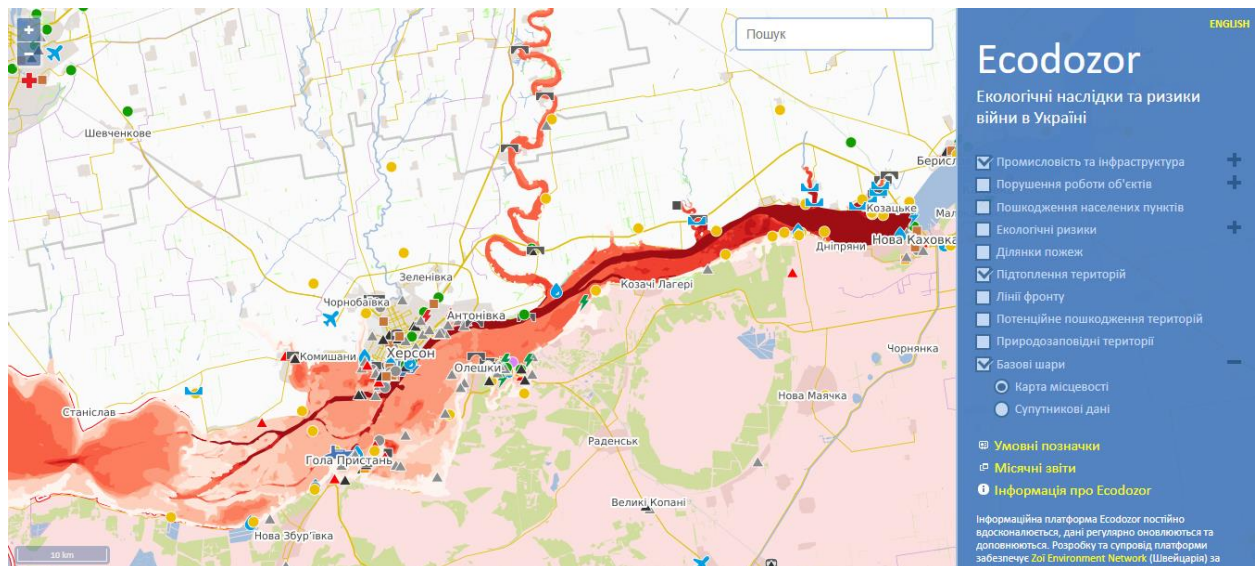 Пошук
ENGLISH
Ecodozor
Екологічні наслідки та ризики
війни в Україні
Промисловість та інфраструктура
Порушення роботи об'єктів
Пошкодження населених пунктів
Екологічні ризики
Ділянки пожеж
Підтоплення територій
Лінії фронту
Потенційне пошкодження територій
Природозаповідні території
Базові шари
Карта місцевості
Супутникові дані
Умовні позначки
Місячні звіти
Інформація про Ecodozor
Інформаційна платформа Ecodozor постійно
вдосконалюється, дані регулярно оновлюються та
доповнюються. Розробку та супровід платформи
забезпечує Zoï Environment Network (Швейцарія) за
Шевченкове
Берисл
Козацьке
Мал
Дніпряни
Нова Каховка
Зеленівка
Козачі Лагері
Чорнобаївка
Антонівка
Херсон
Комишани
Олешки
Чорнянка
Станіслав
Нова Маячка
Раденськ
Гола Пристань
Великі Копані
Нова Збур'ївка
10 km